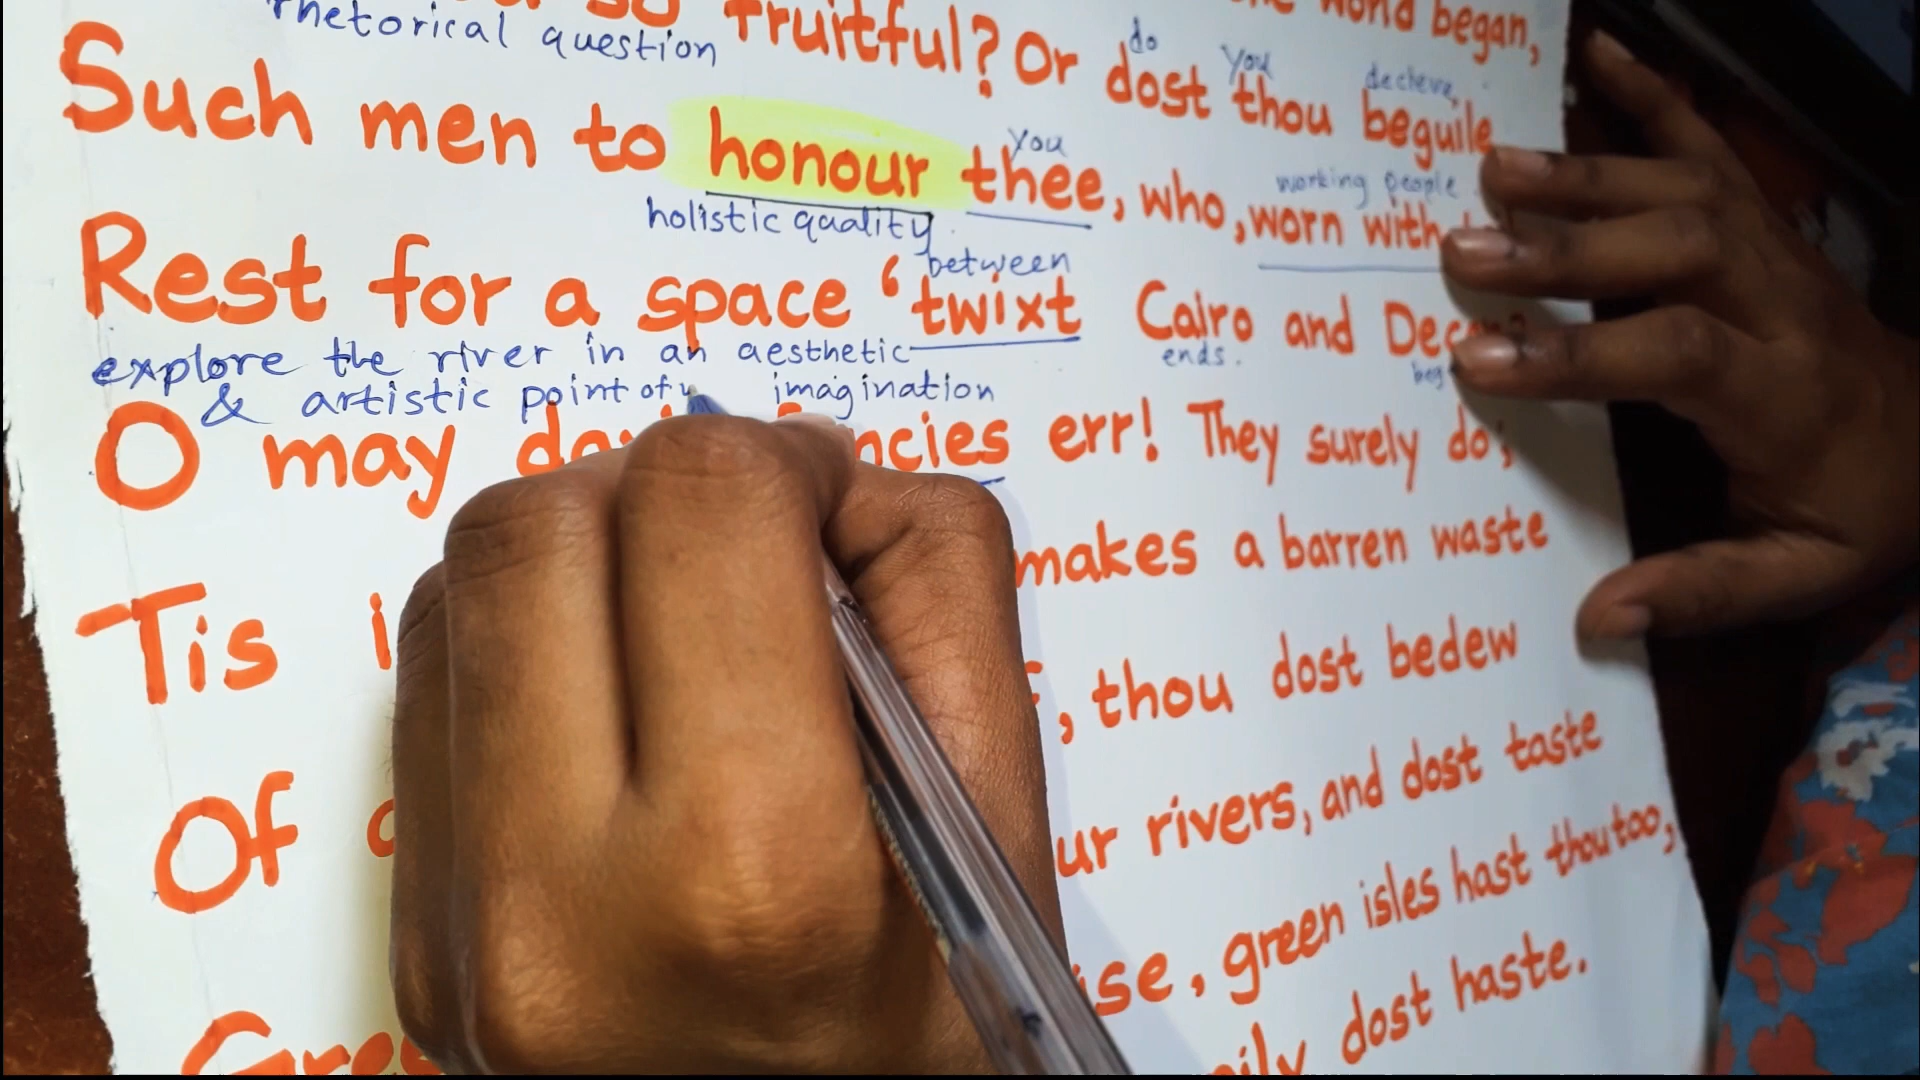 fruitful? Or dost thou beguile
world began,
rhetorical question
do you
Such men to honour thee, who, worn with
you
working people
holistic quality
between
Rest for a space 'twixt Cairo and
explore the river in an aesthetic
ends.
& artistic point of imagination
O may err! They surely do;
Tis makes a barren waste
Of , thou dost bedew
rivers, and dost taste
green isles hast thou too,
dost haste.